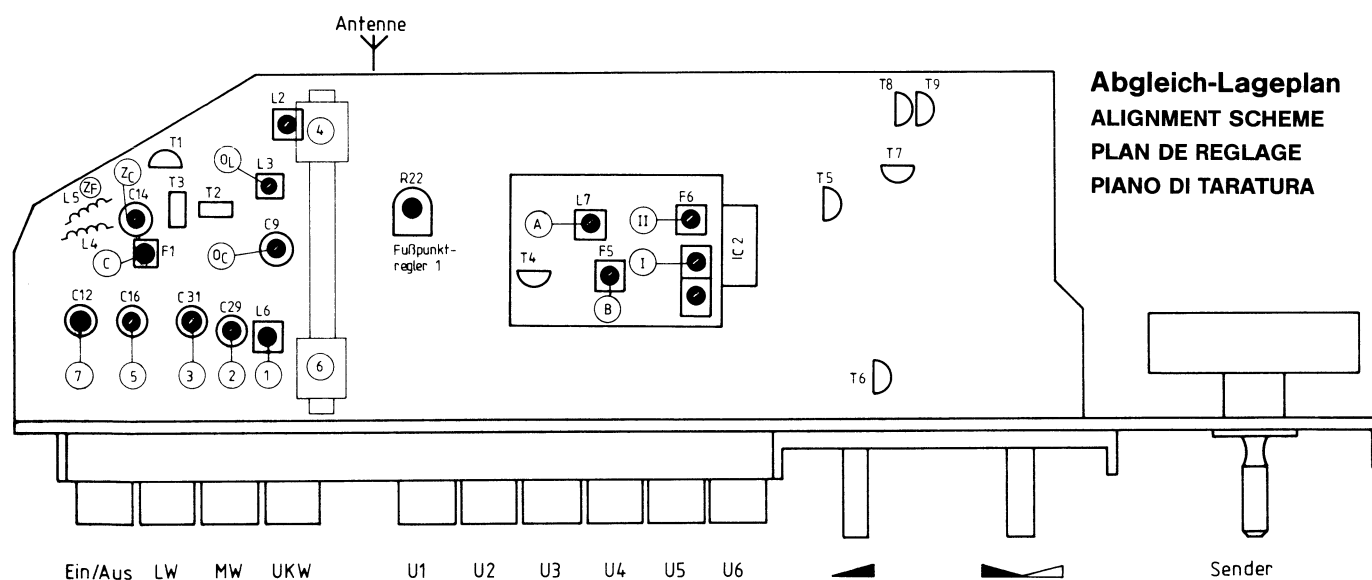 Antenne
Abgleich-Lageplan
ALIGNMENT SCHEME
PLAN DE REGLAGE
PIANO DI TARATURA
T8 T9
L2
4
T1
OL
L3
T7
ZC
ZF
L5
C14
T3
T2
R22
T5
L7
F6
A
II
L4
C9
F1
C
OC
Fußpunkt-
regler 1
T4
F5
I
IC 2
B
C12
C16
C31
C29
L6
7
5
3
2
1
6
T6
Ein/Aus LW MW UKW U1 U2 U3 U4 U5 U6 Sender